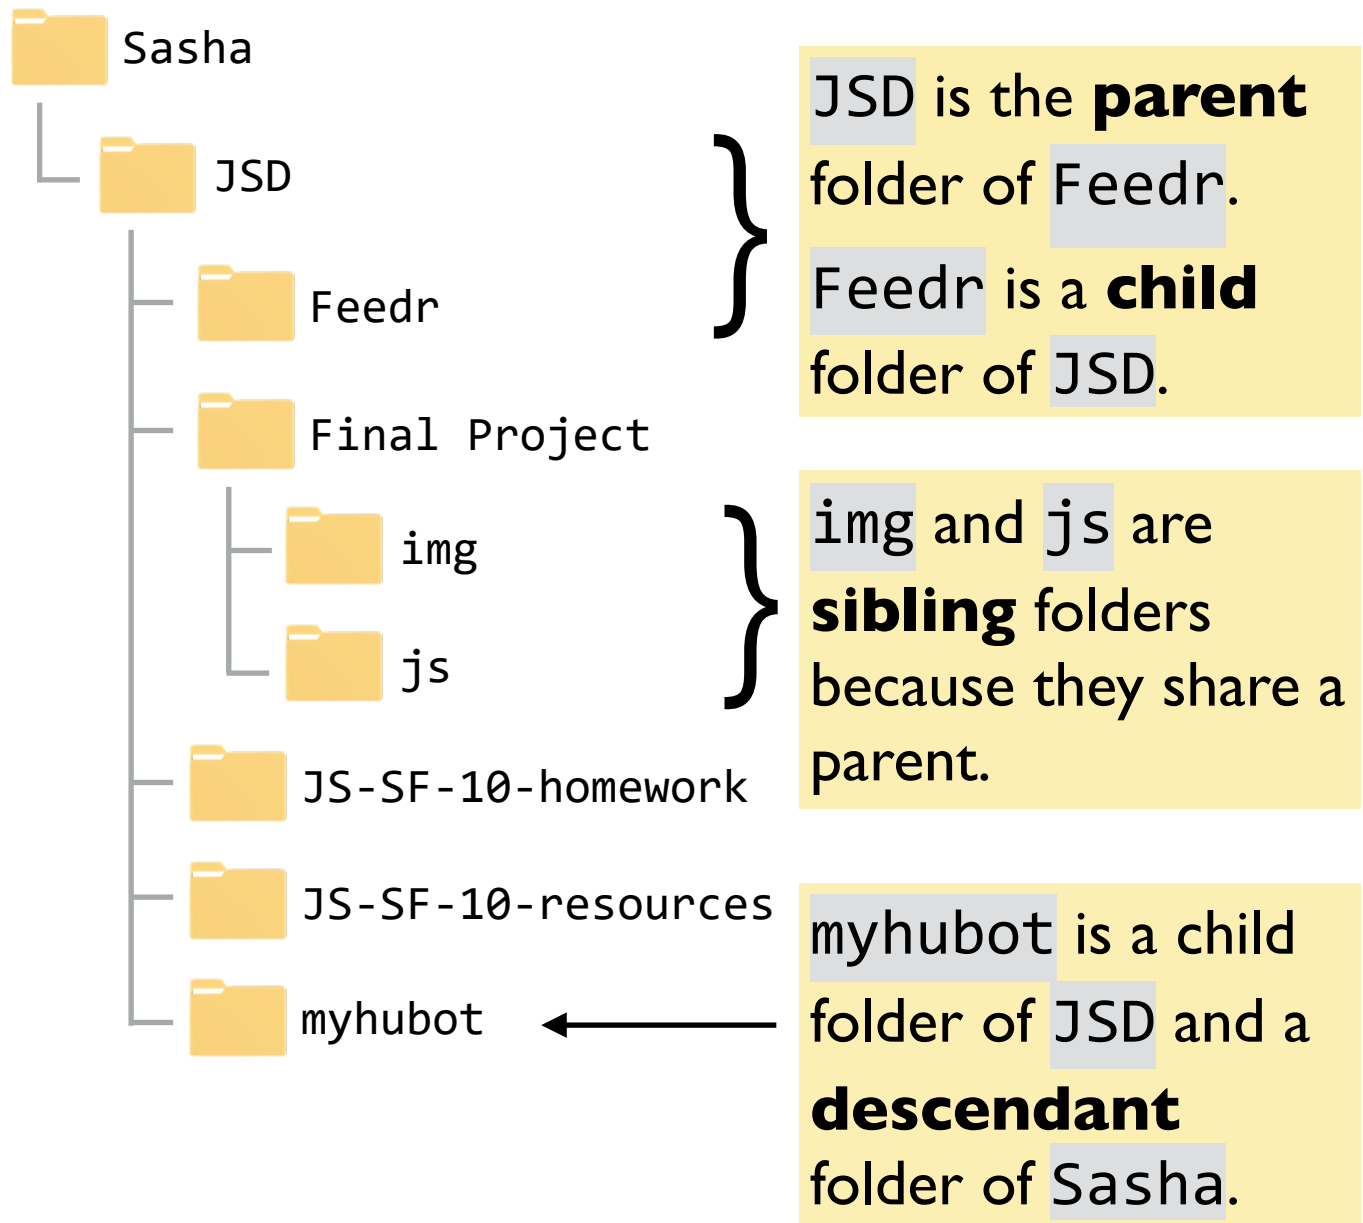 Sasha
JSD
Feedr
Final Project
img
js
JS-SF-10-homework
JS-SF-10-resources
myhubot
JSD is the parent
folder of Feedr.
Feedr is a child
folder of JSD.
img and js are
sibling folders
because they share a
parent.
myhubot is a child
folder of JSD and a
descendant
folder of Sasha.